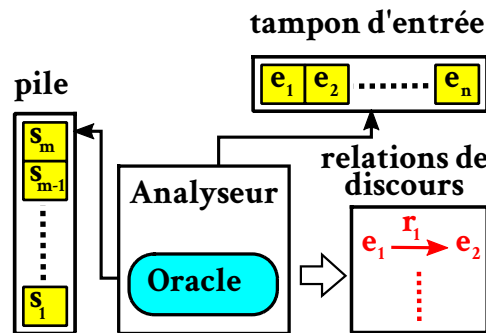 tampon d'entrée
e1 e2 ........ en
pile
sm
sm-1
s1
Analyseur
Oracle
relations de
discours
e1 r1 e2